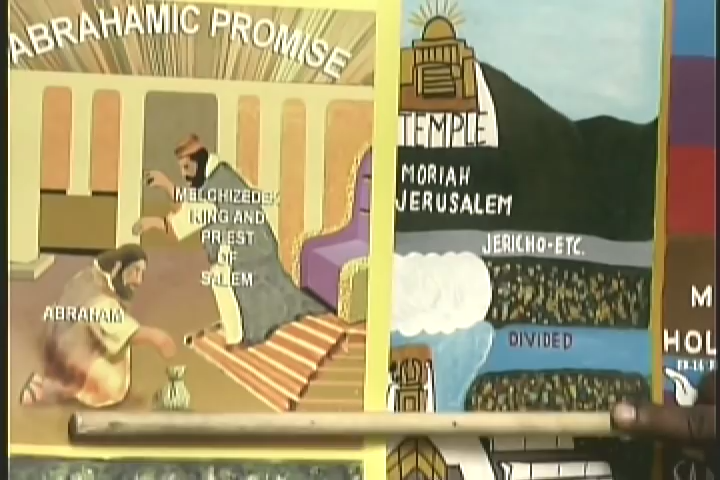 ABRAHAMIC PROMISE
MELCHIZEDEK
KING AND
PRIEST
OF
SALEM
ABRAHAM
TEMPLE
MORIAH
JERUSALEM
JERICHO-ETC.
DIVIDED
M
HOL